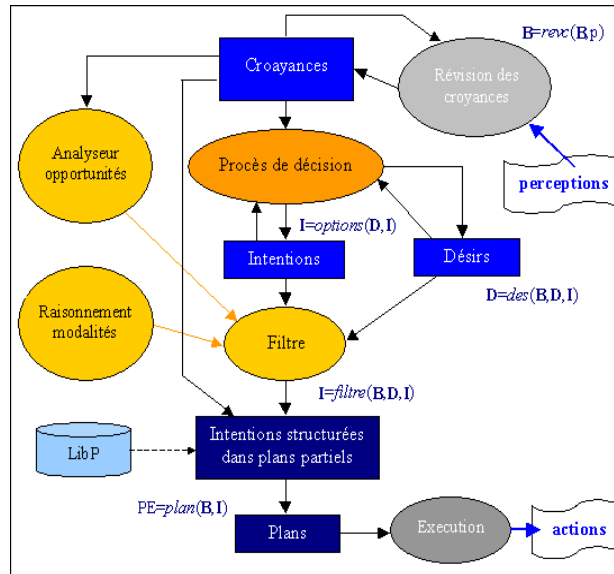 B=revc(B,p)
Croayances
Révision des
croyances
Analyseur
opportunités
Procès de décision
perceptions
I=options(D,I)
Intentions
Désirs
D=des(B,D,I)
Raisonnement
modalités
Filtre
I=filtre(B,D,I)
Intentions structurées
dans plans partiels
LibP
PE=plan(B,I)
Plans
Execution
actions